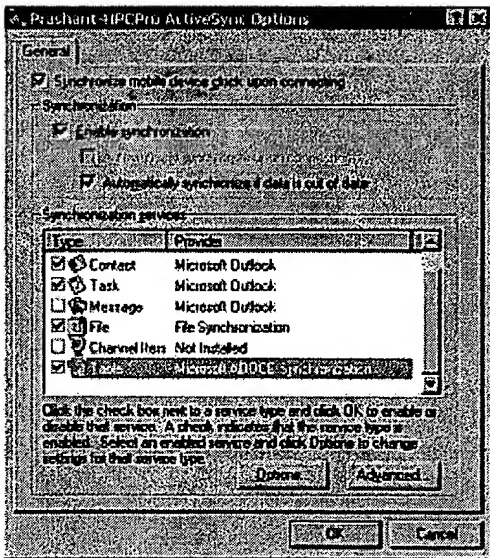 Prashant-HPCPro ActiveSync Options
General
Synchronize mobile device clock upon connecting
Synchronization
Enable synchronization
Automatically synchronize if data is out of date
Synchronization services
Type Provider
Contact Microsoft Outlook
Task Microsoft Outlook
Message Microsoft Outlook
File File Synchronization
Channel Item Not Installed
Table Microsoft ADOCE Synchronization
Click the check box next to a service type and click OK to enable or
disable that service. A check indicates that the service type is
enabled. Select an enabled service and click Options to change
settings for that service type.
Options... Advanced...
OK Cancel